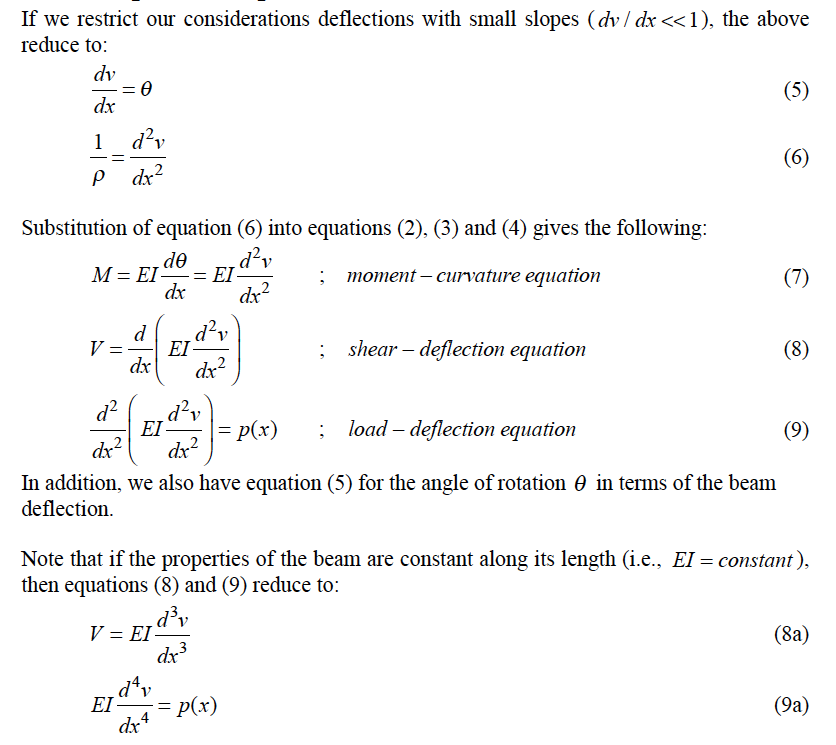 If we restrict our considerations deflections with small slopes ( dv / dx << 1 ), the above
reduce to:
dv/dx = θ (5)
1/ρ = d²v/dx² (6)
Substitution of equation (6) into equations (2), (3) and (4) gives the following:
M = EI dθ/dx = EI d²v/dx² ; moment – curvature equation (7)
V = d/dx ( EI d²v/dx² ) ; shear – deflection equation (8)
d²/dx² ( EI d²v/dx² ) = p(x) ; load – deflection equation (9)
In addition, we also have equation (5) for the angle of rotation θ in terms of the beam
deflection.
Note that if the properties of the beam are constant along its length (i.e., EI = constant ),
then equations (8) and (9) reduce to:
V = EI d³v/dx³ (8a)
EI d⁴v/dx⁴ = p(x) (9a)